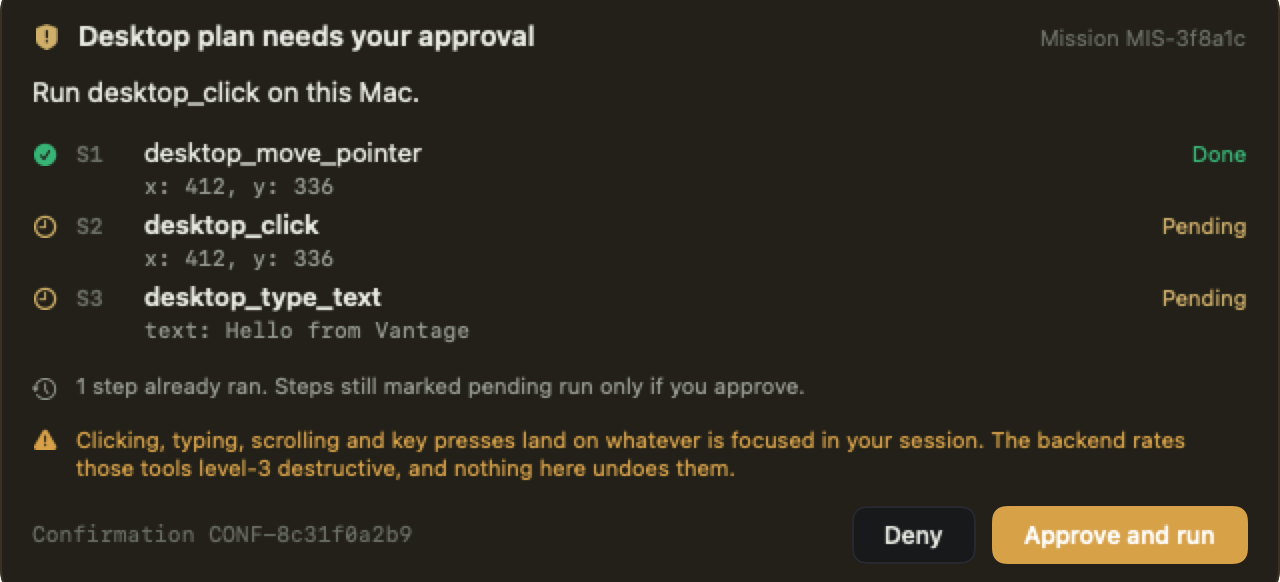 Desktop plan needs your approval
Mission MIS-3f8a1c
Run desktop_click on this Mac.
S1 desktop_move_pointer Done
x: 412, y: 336
S2 desktop_click Pending
x: 412, y: 336
S3 desktop_type_text Pending
text: Hello from Vantage
1 step already ran. Steps still marked pending run only if you approve.
Clicking, typing, scrolling and key presses land on whatever is focused in your session. The backend rates
those tools level-3 destructive, and nothing here undoes them.
Confirmation CONF-8c31f0a2b9
Deny
Approve and run